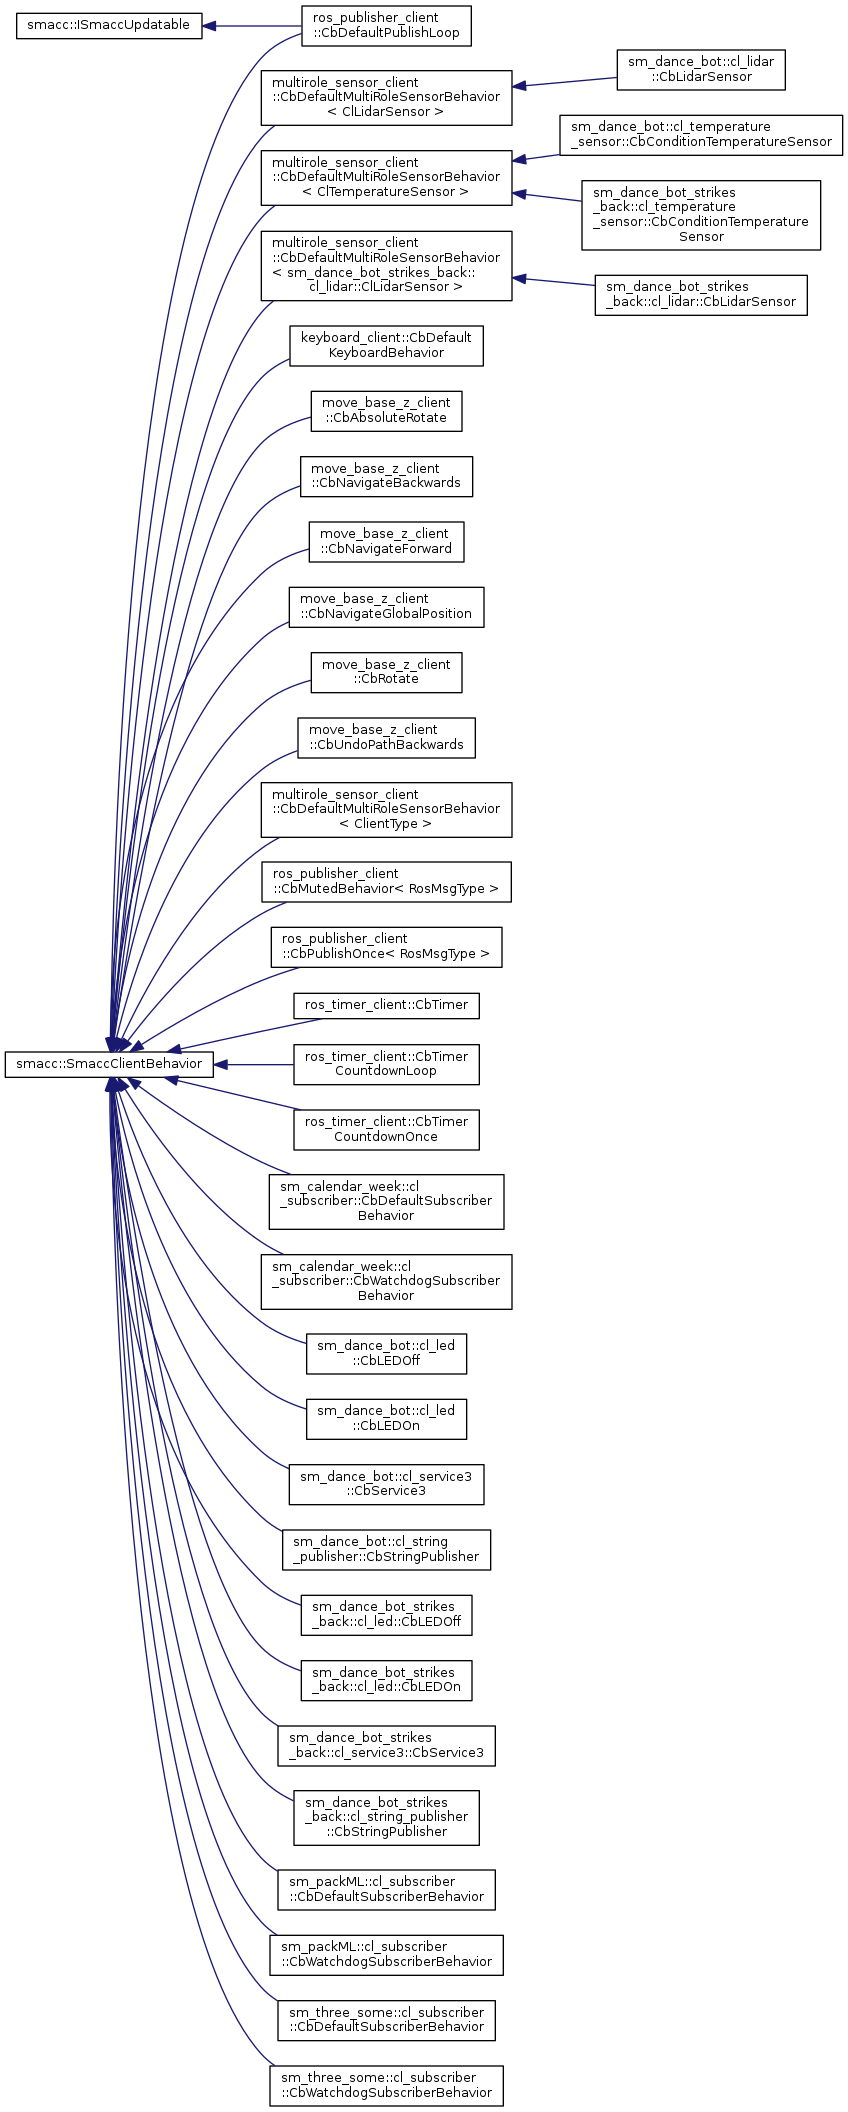 smacc::ISmaccUpdatable
ros_publisher_client
::CbDefaultPublishLoop
multirole_sensor_client
::CbDefaultMultiRoleSensorBehavior
< ClLidarSensor >
sm_dance_bot::cl_lidar
::CbLidarSensor
multirole_sensor_client
::CbDefaultMultiRoleSensorBehavior
< ClTemperatureSensor >
sm_dance_bot::cl_temperature
_sensor::CbConditionTemperatureSensor
sm_dance_bot_strikes
_back::cl_temperature
_sensor::CbConditionTemperature
Sensor
multirole_sensor_client
::CbDefaultMultiRoleSensorBehavior
< sm_dance_bot_strikes_back::
cl_lidar::ClLidarSensor >
sm_dance_bot_strikes
_back::cl_lidar::CbLidarSensor
keyboard_client::CbDefault
KeyboardBehavior
move_base_z_client
::CbAbsoluteRotate
move_base_z_client
::CbNavigateBackwards
move_base_z_client
::CbNavigateForward
move_base_z_client
::CbNavigateGlobalPosition
move_base_z_client
::CbRotate
move_base_z_client
::CbUndoPathBackwards
multirole_sensor_client
::CbDefaultMultiRoleSensorBehavior
< ClientType >
ros_publisher_client
::CbMutedBehavior< RosMsgType >
ros_publisher_client
::CbPublishOnce< RosMsgType >
ros_timer_client::CbTimer
smacc::SmaccClientBehavior
ros_timer_client::CbTimer
CountdownLoop
ros_timer_client::CbTimer
CountdownOnce
sm_calendar_week::cl
_subscriber::CbDefaultSubscriber
Behavior
sm_calendar_week::cl
_subscriber::CbWatchdogSubscriber
Behavior
sm_dance_bot::cl_led
::CbLEDOff
sm_dance_bot::cl_led
::CbLEDOn
sm_dance_bot::cl_service3
::CbService3
sm_dance_bot::cl_string
_publisher::CbStringPublisher
sm_dance_bot_strikes
_back::cl_led::CbLEDOff
sm_dance_bot_strikes
_back::cl_led::CbLEDOn
sm_dance_bot_strikes
_back::cl_service3::CbService3
sm_dance_bot_strikes
_back::cl_string_publisher
::CbStringPublisher
sm_packML::cl_subscriber
::CbDefaultSubscriberBehavior
sm_packML::cl_subscriber
::CbWatchdogSubscriberBehavior
sm_three_some::cl_subscriber
::CbDefaultSubscriberBehavior
sm_three_some::cl_subscriber
::CbWatchdogSubscriberBehavior